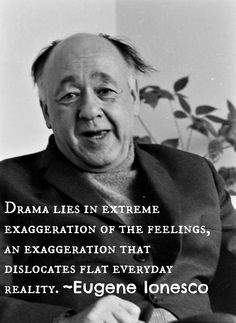 Drama lies in extreme
exaggeration of the feelings,
an exaggeration that
dislocates flat everyday
reality. ~Eugene Ionesco